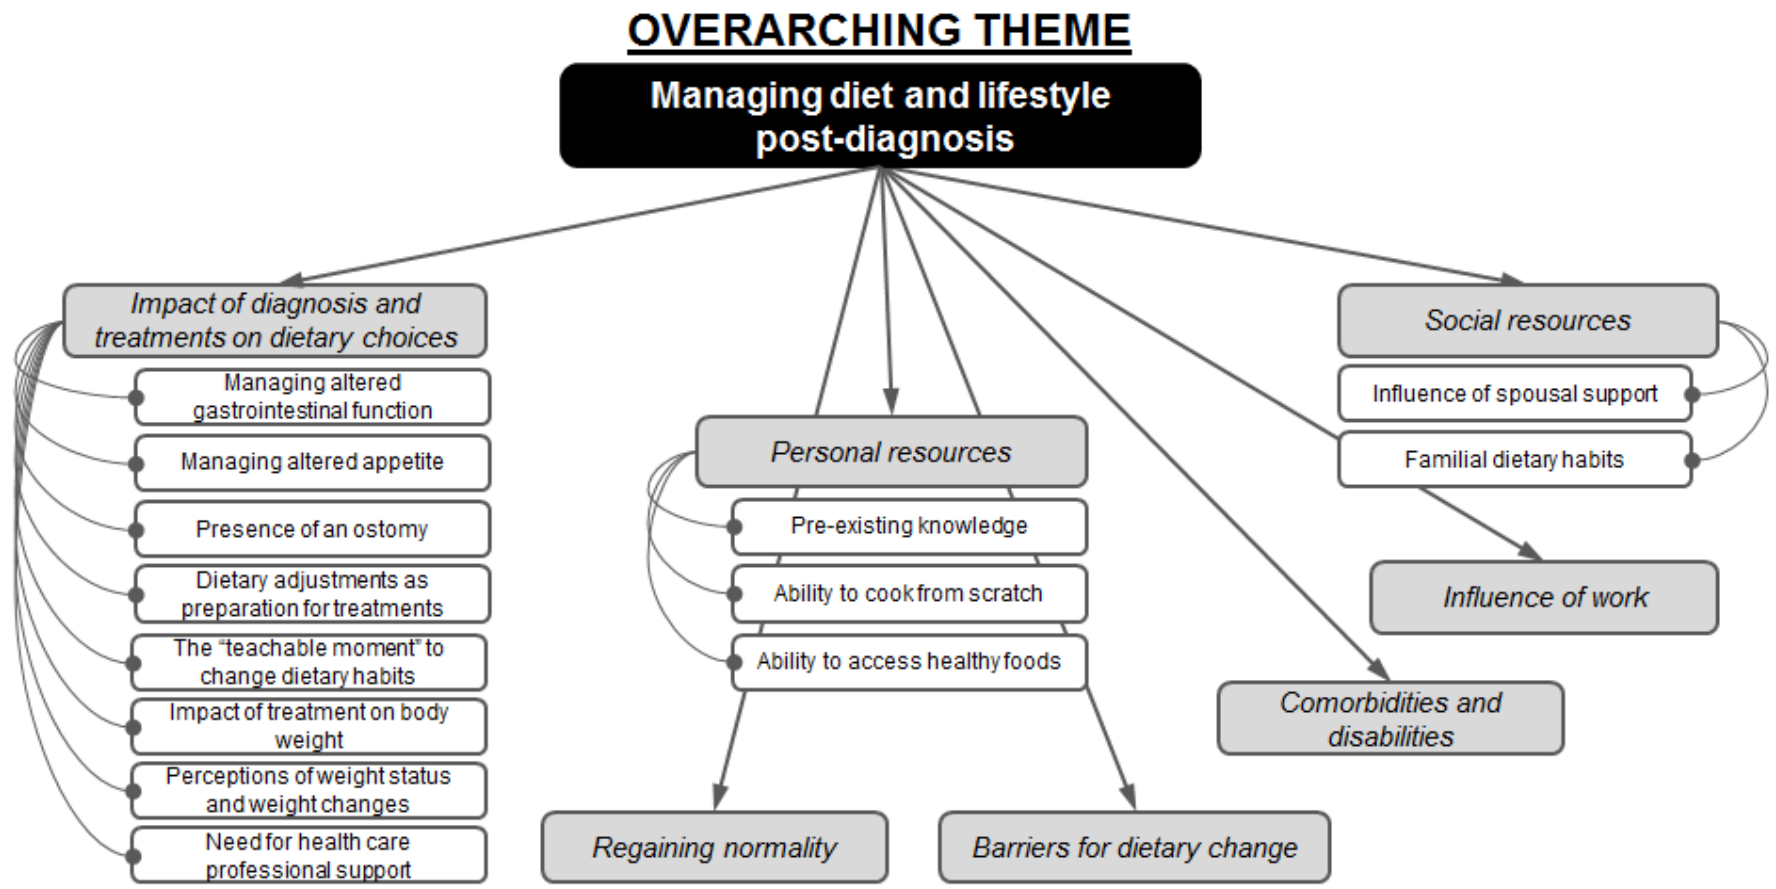 OVERARCHING THEME
Managing diet and lifestyle
post-diagnosis
Impact of diagnosis and
treatments on dietary choices
Managing altered
gastrointestinal function
Managing altered appetite
Presence of an ostomy
Dietary adjustments as
preparation for treatments
The “teachable moment” to
change dietary habits
Impact of treatment on body
weight
Perceptions of weight status
and weight changes
Need for health care
professional support
Personal resources
Pre-existing knowledge
Ability to cook from scratch
Ability to access healthy foods
Regaining normality
Barriers for dietary change
Social resources
Influence of spousal support
Familial dietary habits
Influence of work
Comorbidities and
disabilities